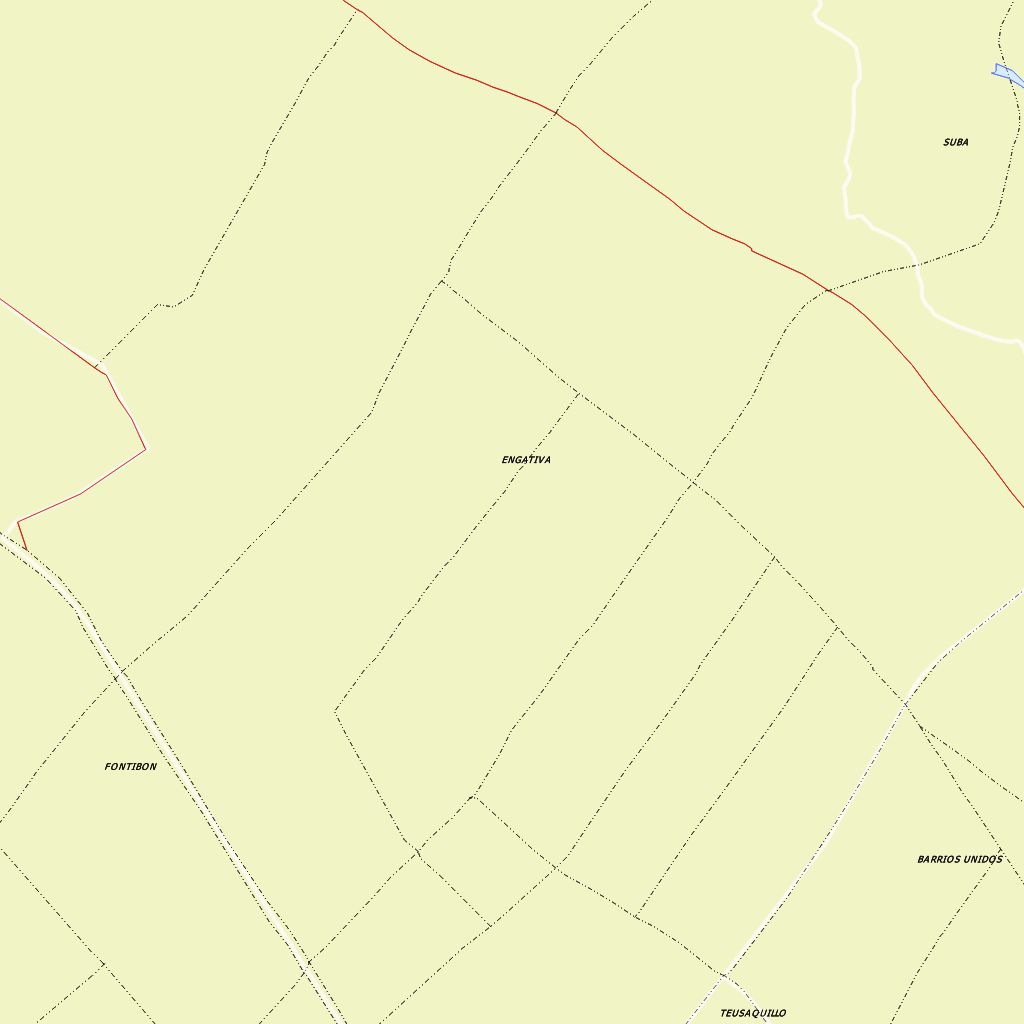 SUBA
ENGATIVA
FONTIBON
BARRIOS UNIDOS
TEUSAQUILLO